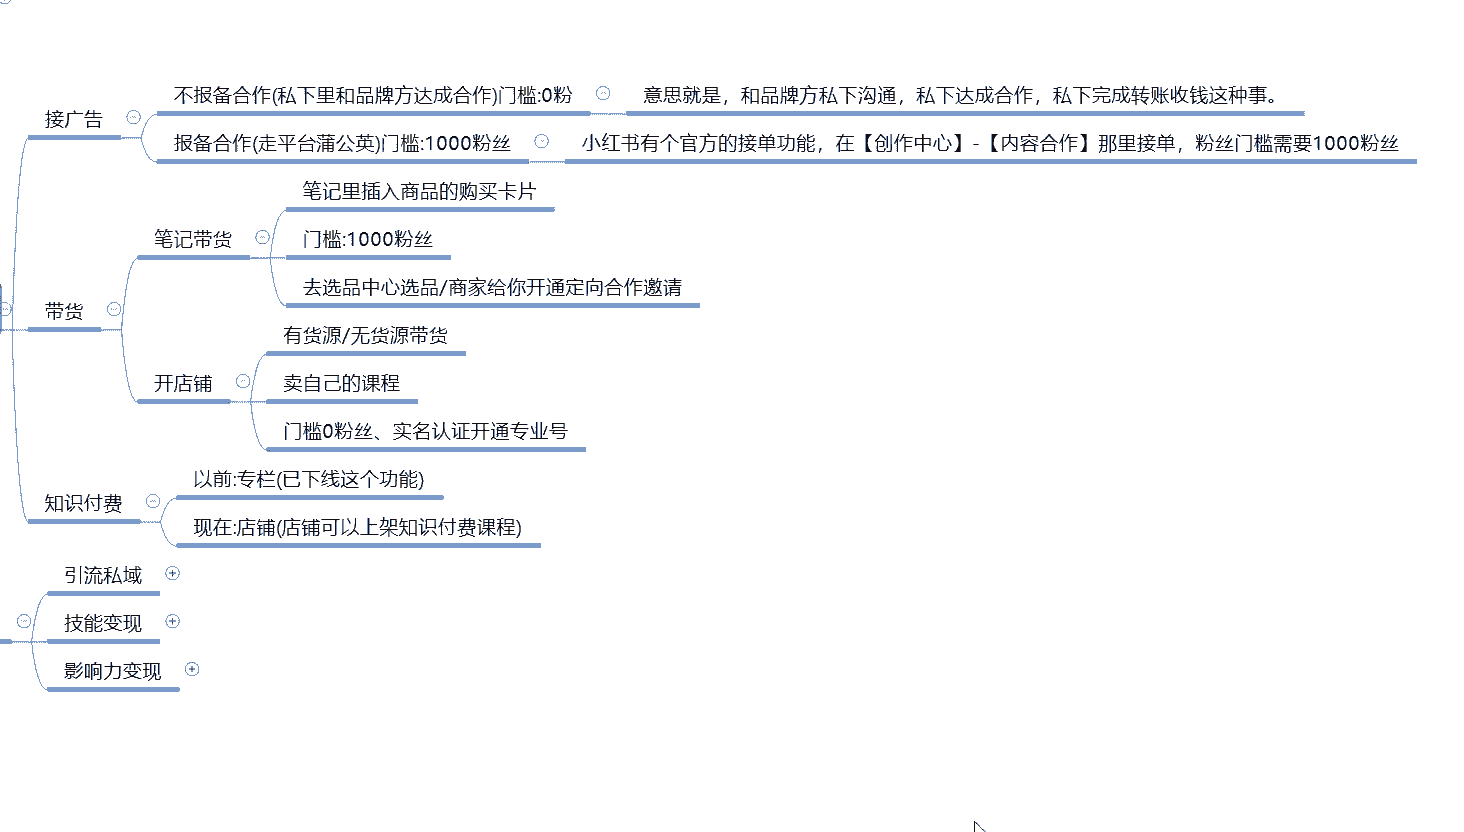 接广告
不报备合作(私下里和品牌方达成合作)门槛:0粉
意思就是，和品牌方私下沟通，私下达成合作，私下完成转账收钱这种事。
报备合作(走平台蒲公英)门槛:1000粉丝
小红书有个官方的接单功能，在【创作中心】-【内容合作】那里接单，粉丝门槛需要1000粉丝
带货
笔记带货
笔记里插入商品的购买卡片
门槛:1000粉丝
去选品中心选品/商家给你开通定向合作邀请
开店铺
有货源/无货源带货
卖自己的课程
门槛0粉丝、实名认证开通专业号
知识付费
以前:专栏(已下线这个功能)
现在:店铺(店铺可以上架知识付费课程)
引流私域
技能变现
影响力变现